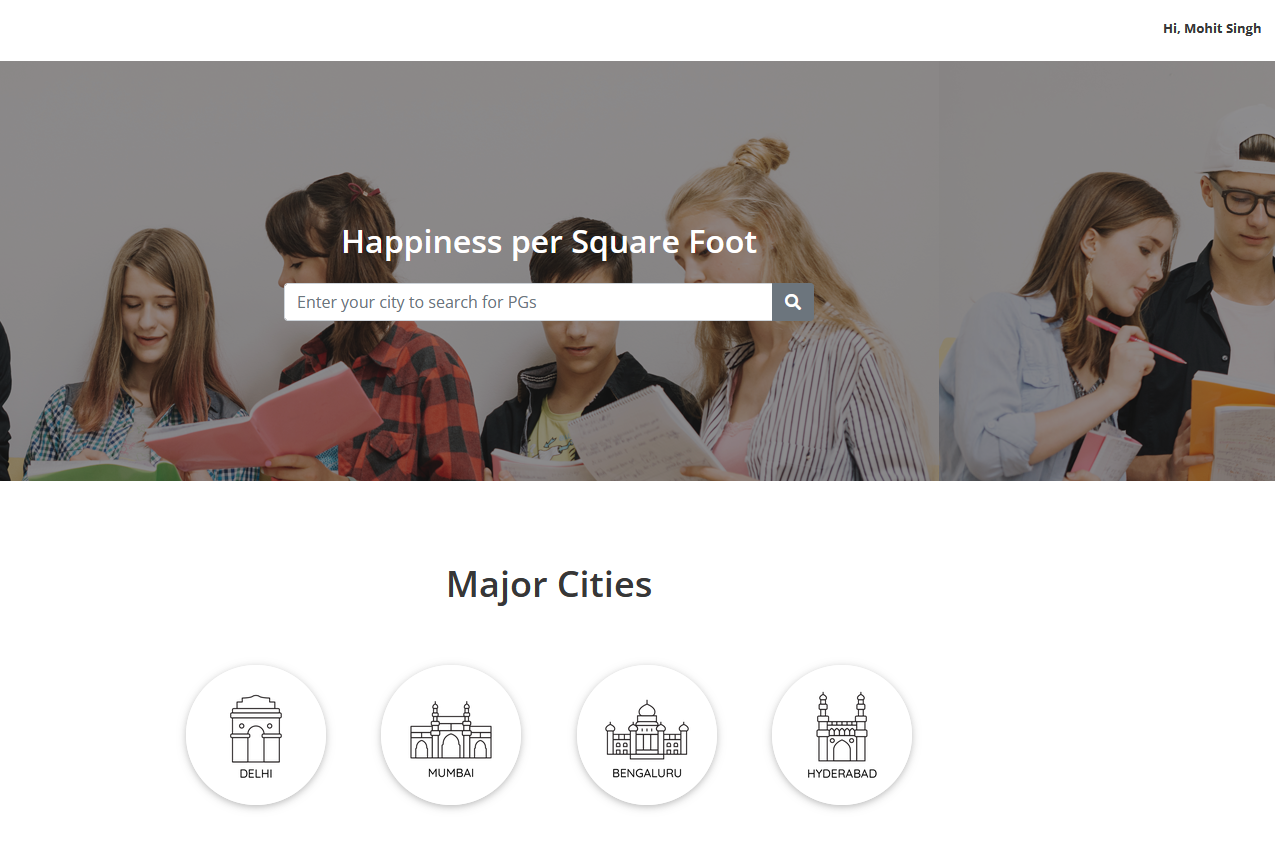 Hi, Mohit Singh
Happiness per Square Foot
Enter your city to search for PGs
Major Cities
DELHI
MUMBAI
BENGALURU
HYDERABAD